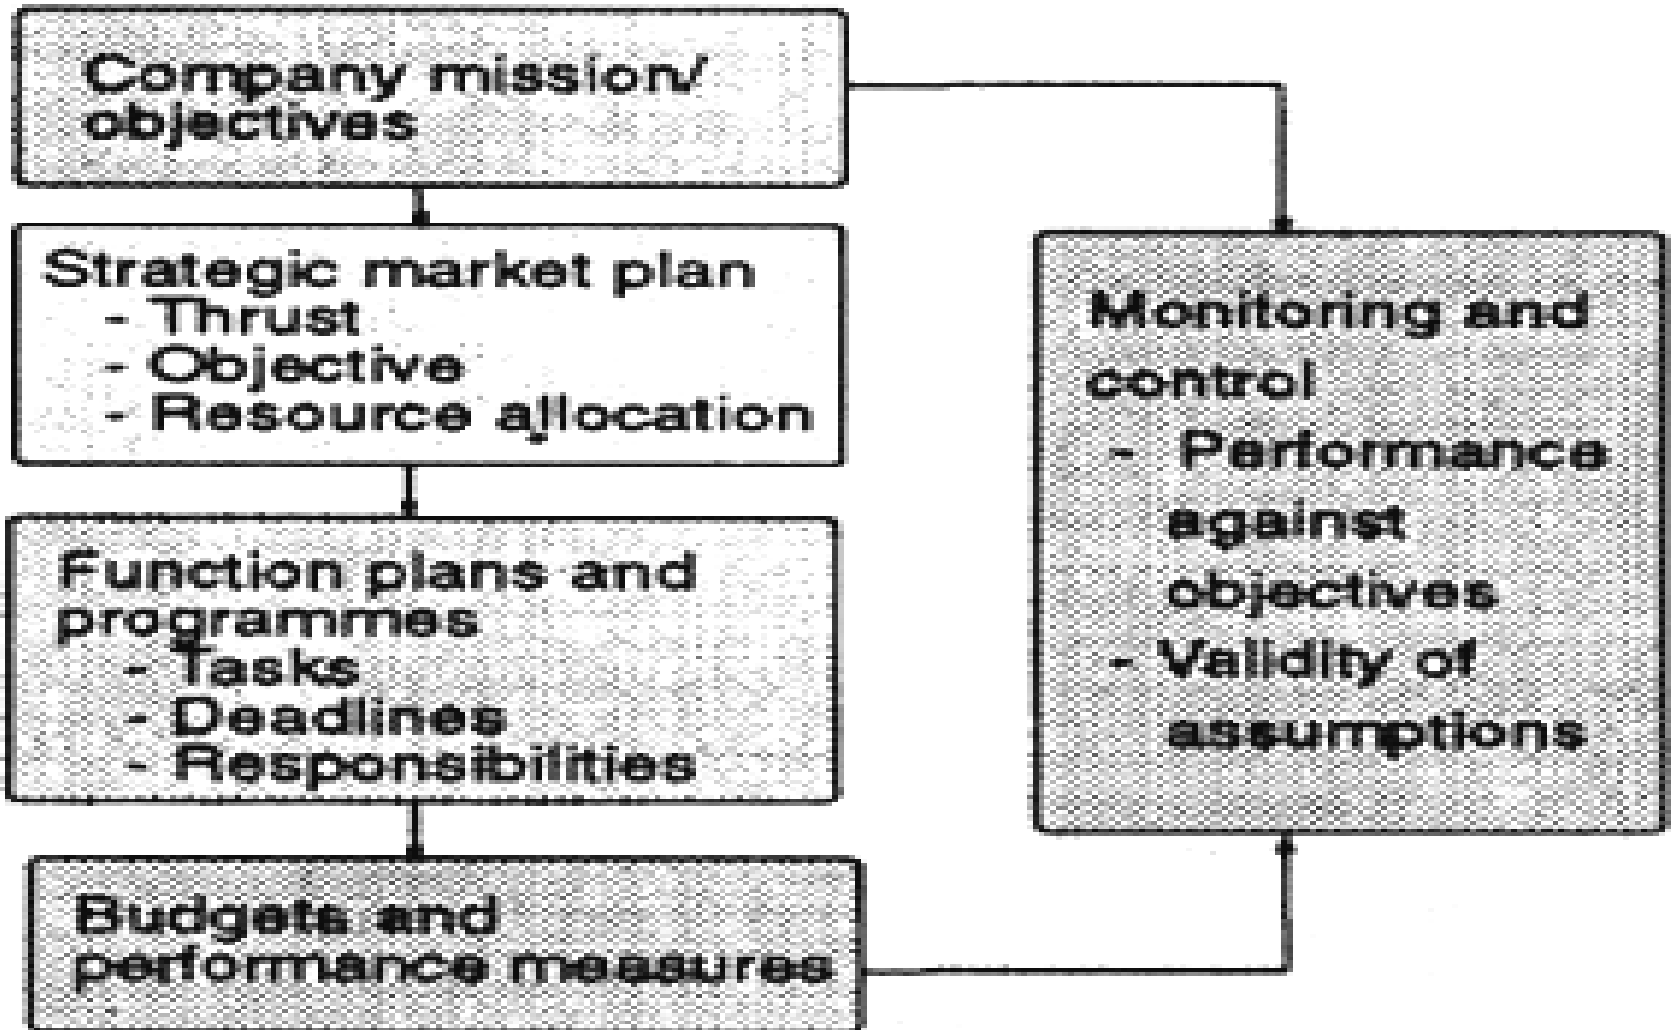 Company mission/
objectives
Strategic market plan
- Thrust
- Objective
- Resource allocation
Function plans and
programmes
- Tasks
- Deadlines
- Responsibilities
Budgets and
performance measures
Monitoring and
control
- Performance
against
objectives
- Validity of
assumptions